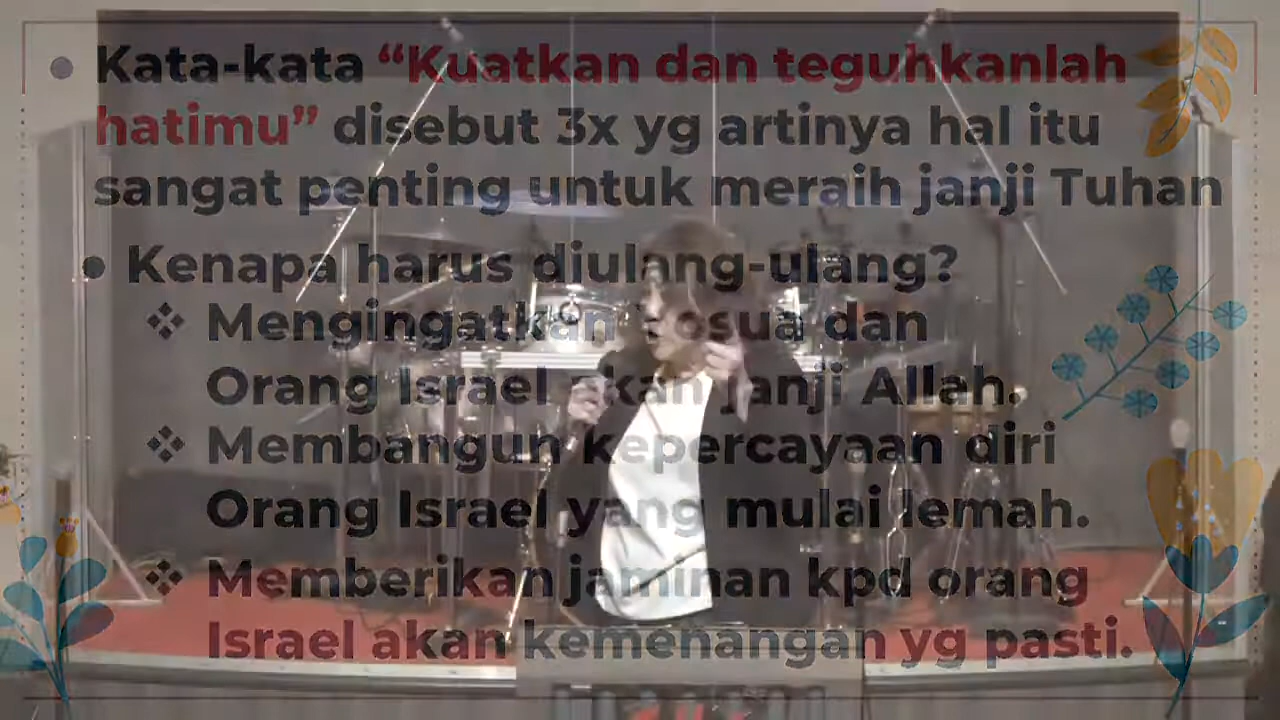 • Kata-kata “Kuatkan dan teguhkanlah
hatimu” disebut 3x yg artinya hal itu
sangat penting untuk meraih janji Tuhan
• Kenapa harus diulang-ulang?
❖ Mengingatkan Yosua dan
Orang Israel akan janji Allah.
❖ Membangun kepercayaan diri
Orang Israel yang mulai lemah.
❖ Memberikan jaminan kpd orang
Israel akan kemenangan yg pasti.